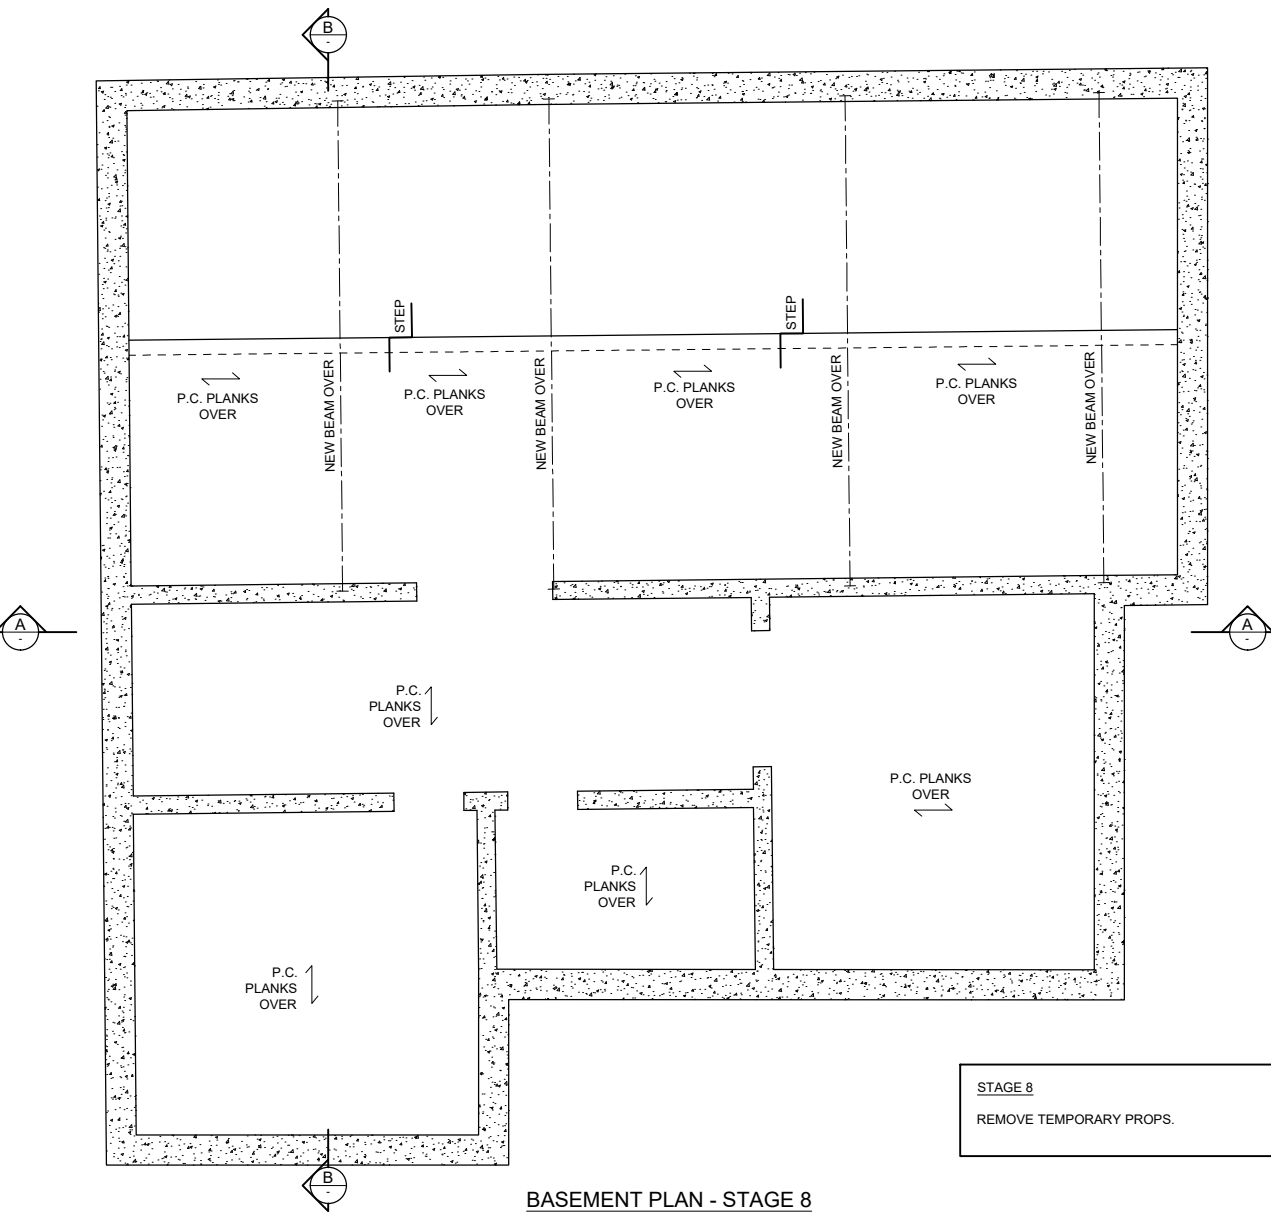 B
-
STEP
STEP
P.C. PLANKS
OVER
NEW BEAM OVER
P.C. PLANKS
OVER
NEW BEAM OVER
P.C. PLANKS
OVER
NEW BEAM OVER
P.C. PLANKS
OVER
NEW BEAM OVER
A
-
A
-
P.C.
PLANKS
OVER
P.C. PLANKS
OVER
P.C.
PLANKS
OVER
P.C.
PLANKS
OVER
STAGE 8
REMOVE TEMPORARY PROPS.
B
-
BASEMENT PLAN - STAGE 8